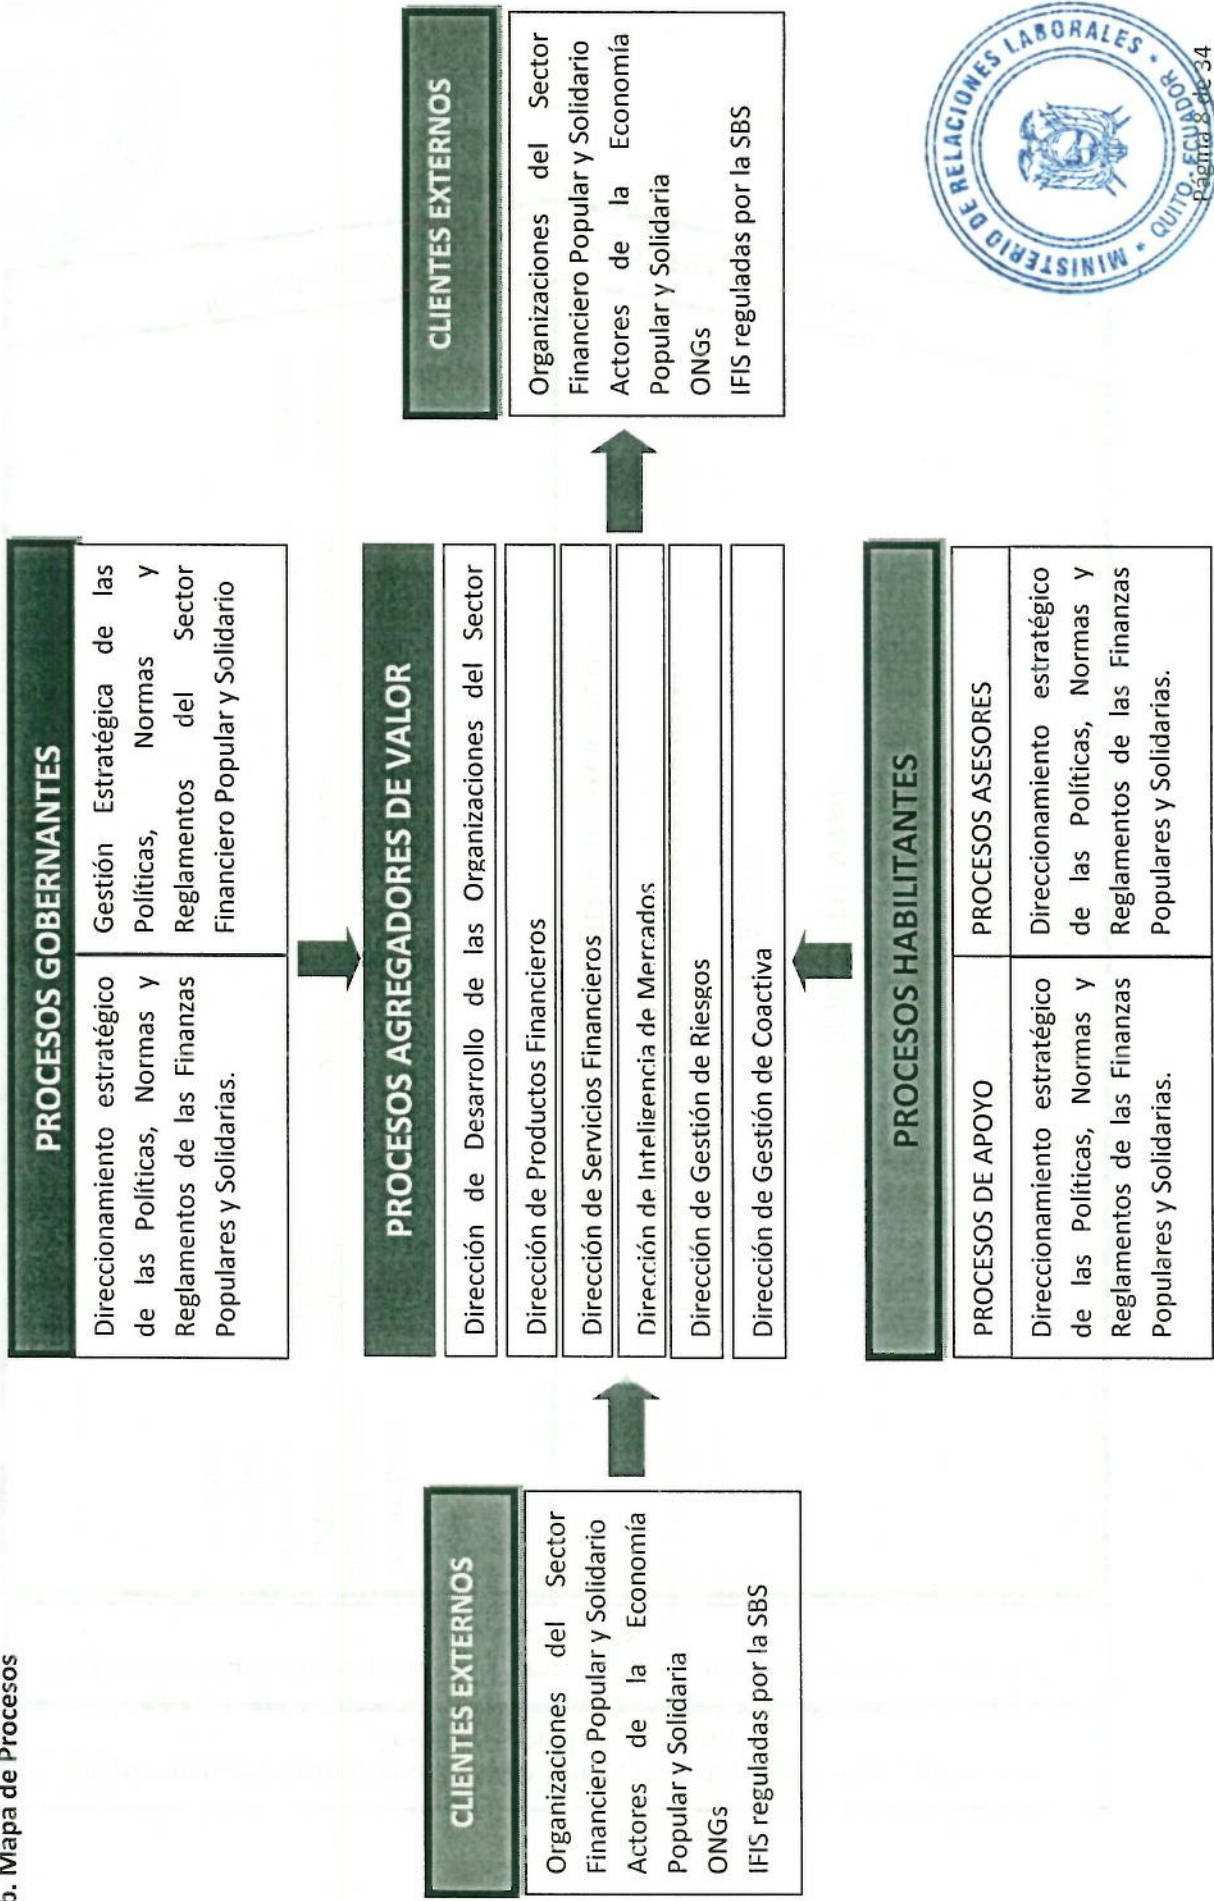 b. Mapa de Procesos
PROCESOS GOBERNANTES
Direccionamiento estratégico
de las Políticas, Normas y
Reglamentos de las Finanzas
Populares y Solidarias.
Gestión Estratégica de las
Políticas, Normas y
Reglamentos del Sector
Financiero Popular y Solidario
CLIENTES EXTERNOS
Organizaciones del Sector
Financiero Popular y Solidario
Actores de la Economía
Popular y Solidaria
ONGs
IFIS reguladas por la SBS
PROCESOS AGREGADORES DE VALOR
Dirección de Desarrollo de las Organizaciones del Sector
Dirección de Productos Financieros
Dirección de Servicios Financieros
Dirección de Inteligencia de Mercados
Dirección de Gestión de Riesgos
Dirección de Gestión de Coactiva
CLIENTES EXTERNOS
Organizaciones del Sector
Financiero Popular y Solidario
Actores de la Economía
Popular y Solidaria
ONGs
IFIS reguladas por la SBS
PROCESOS HABILITANTES
PROCESOS DE APOYO
Direccionamiento estratégico
de las Políticas, Normas y
Reglamentos de las Finanzas
Populares y Solidarias.
PROCESOS ASESORES
Direccionamiento estratégico
de las Políticas, Normas y
Reglamentos de las Finanzas
Populares y Solidarias.
MINISTERIO DE RELACIONES LABORALES
* QUITO-ECUADOR *
Página 8 de 34